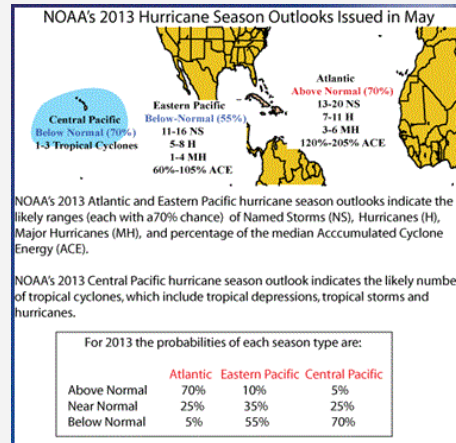 NOAA's 2013 Hurricane Season Outlooks Issued in May
Central Pacific
Below Normal (70%)
1-3 Tropical Cyclones
Eastern Pacific
Below-Normal (55%)
11-16 NS
5-8 H
1-4 MH
60%-105% ACE
Atlantic
Above Normal (70%)
13-20 NS
7-11 H
3-6 MH
120%-205% ACE
NOAA's 2013 Atlantic and Eastern Pacific hurricane season outlooks indicate the
likely ranges (each with a70% chance) of Named Storms (NS), Hurricanes (H),
Major Hurricanes (MH), and percentage of the median Acccumulated Cyclone
Energy (ACE).
NOAA's 2013 Central Pacific hurricane season outlook indicates the likely numbe
of tropical cyclones, which include tropical depressions, tropical storms and
hurricanes.
For 2013 the probabilities of each season type are:
Atlantic Eastern Pacific Central Pacific
Above Normal 70% 10% 5%
Near Normal 25% 35% 25%
Below Normal 5% 55% 70%